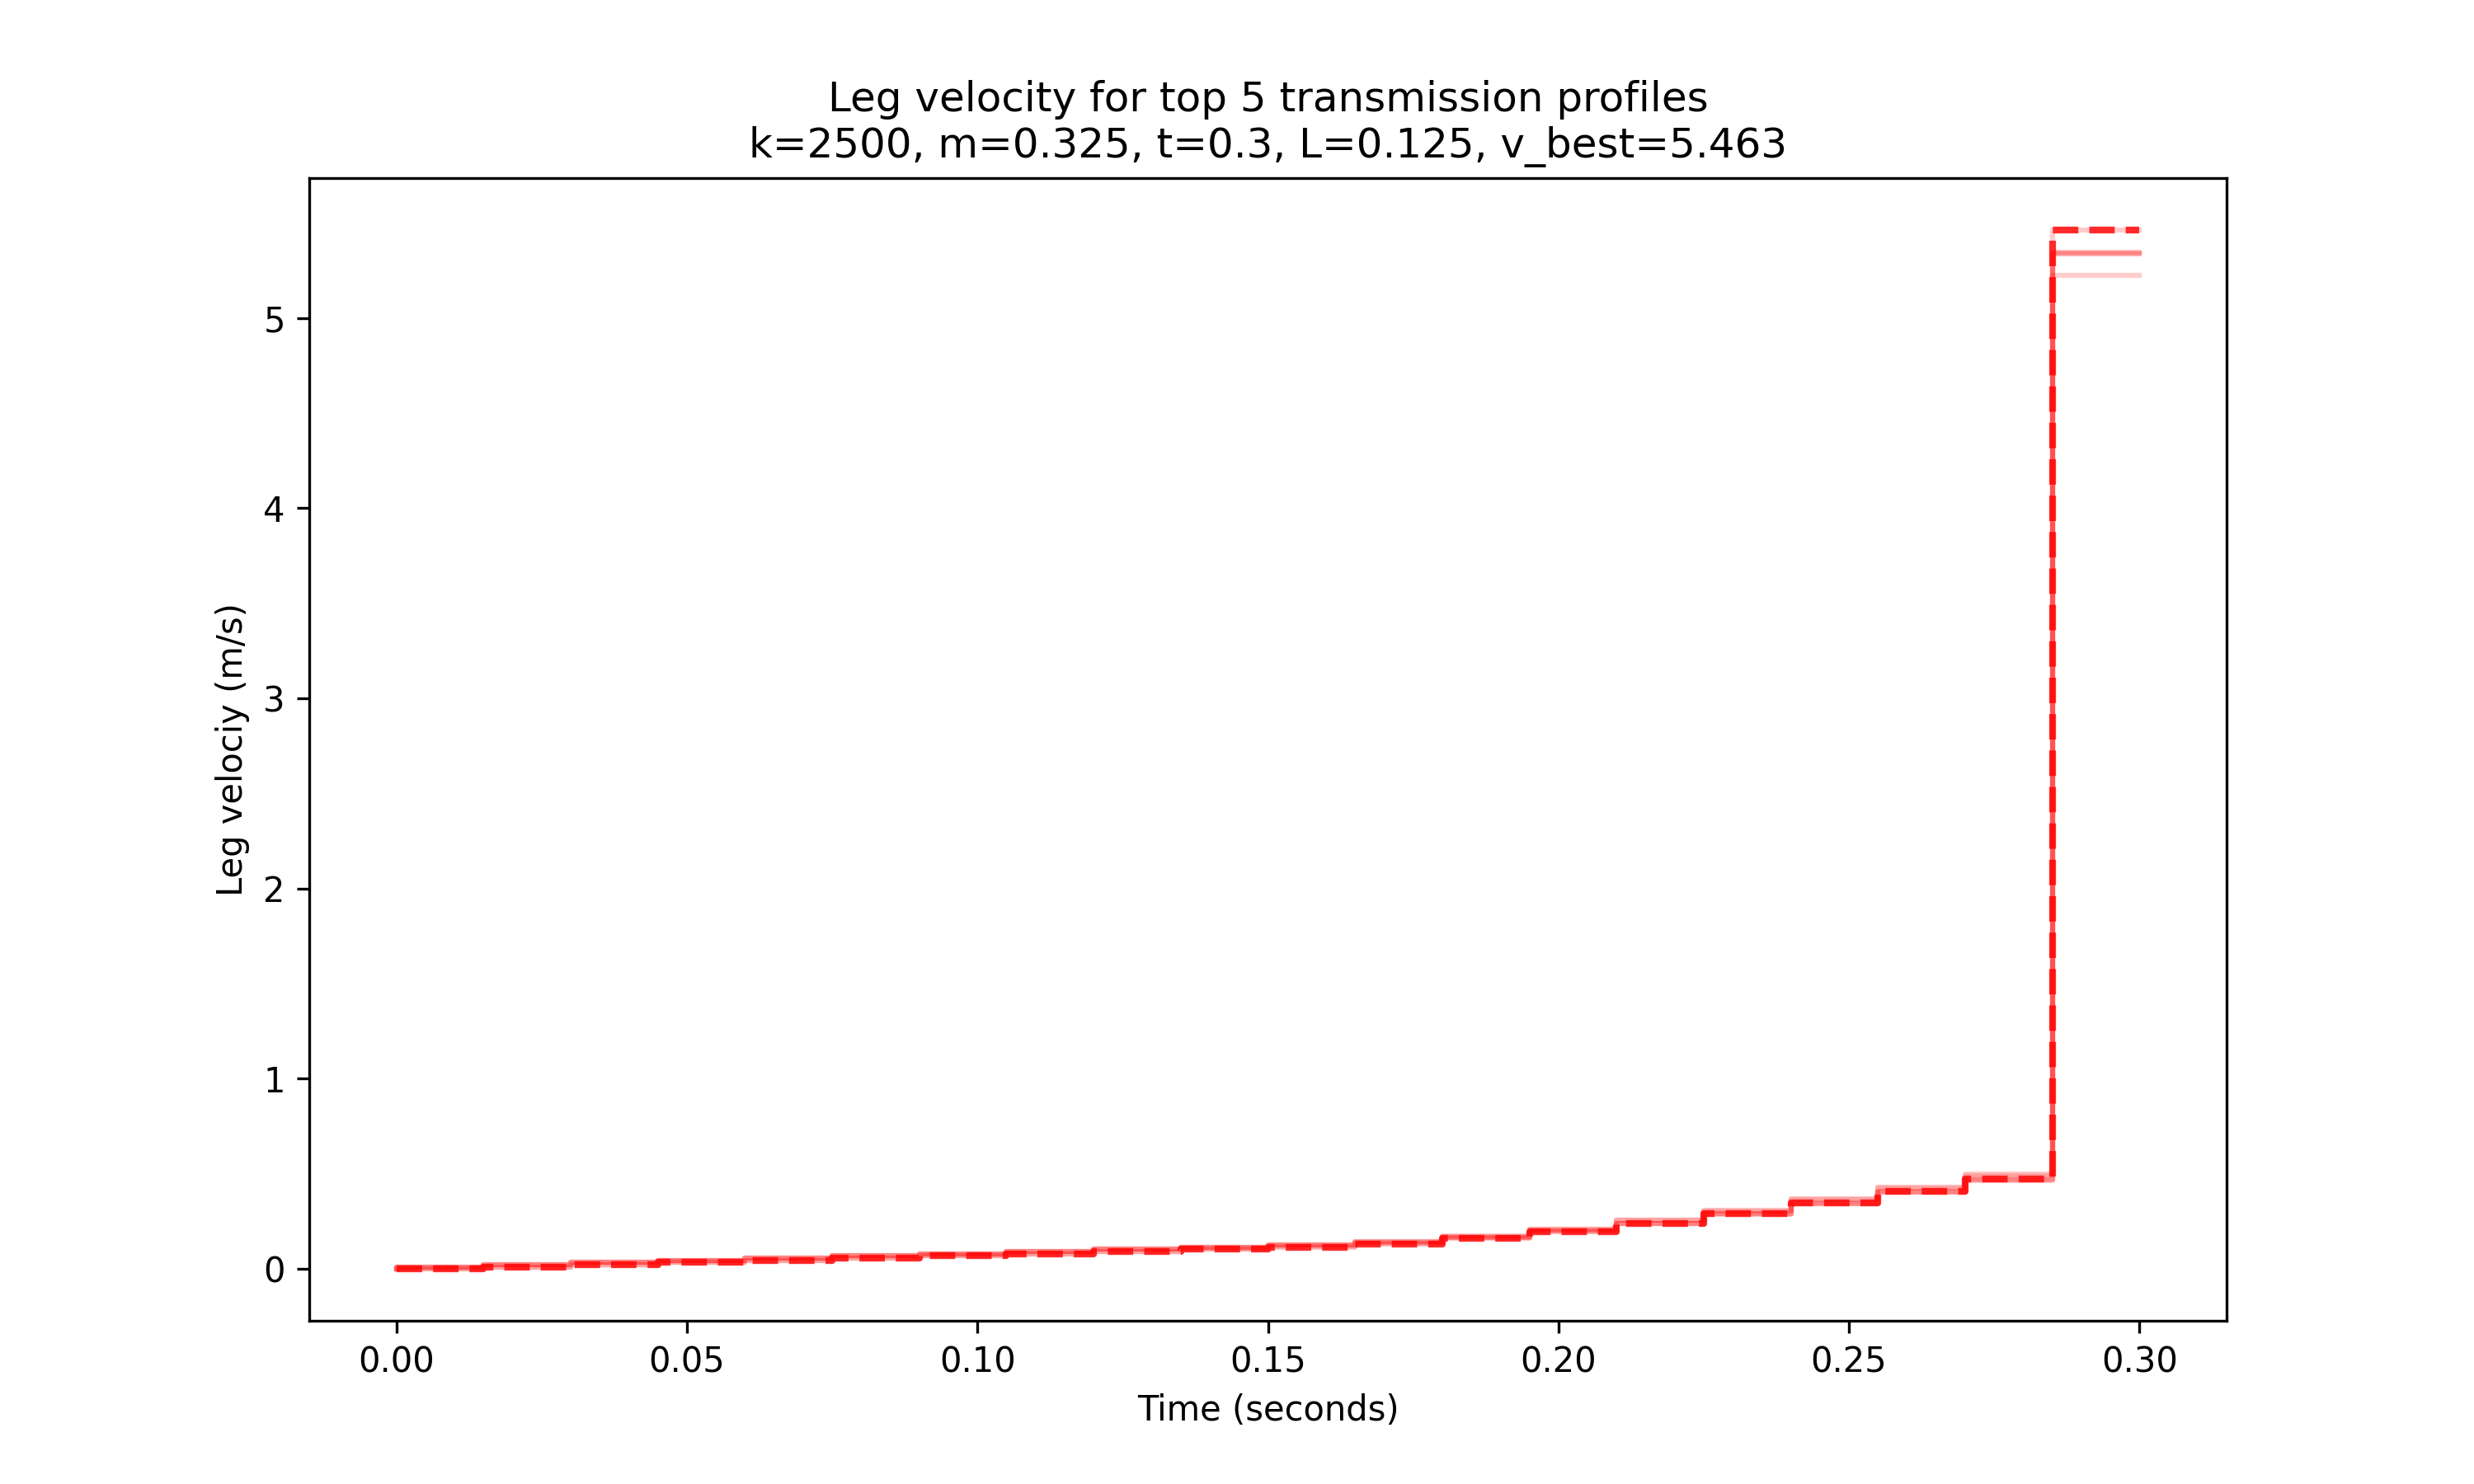 Leg velocity for top 5 transmission profiles
k=2500, m=0.325, t=0.3, L=0.125, v_best=5.463
Leg velociy (m/s)
5
4
3
2
1
0
0.00 0.05 0.10 0.15 0.20 0.25 0.30
Time (seconds)